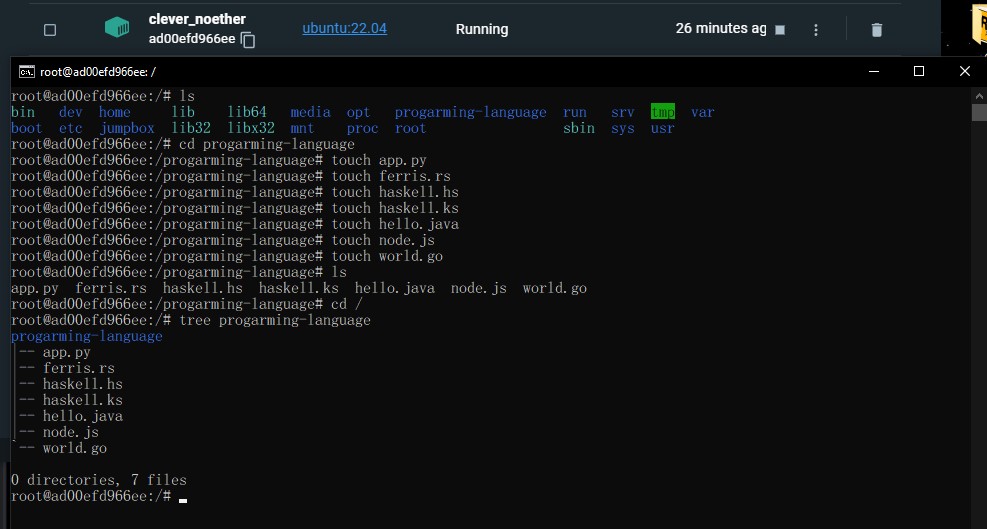 clever_noether
ad00efd966ee
ubuntu:22.04
Running
26 minutes ag
root@ad00efd966ee: /
root@ad00efd966ee:/# ls
bin dev home lib lib64 media opt progarming-language run srv tmp var
boot etc jumpbox lib32 libx32 mnt proc root sbin sys usr
root@ad00efd966ee:/# cd progarming-language
root@ad00efd966ee:/progarming-language# touch app.py
root@ad00efd966ee:/progarming-language# touch ferris.rs
root@ad00efd966ee:/progarming-language# touch haskell.hs
root@ad00efd966ee:/progarming-language# touch haskell.ks
root@ad00efd966ee:/progarming-language# touch hello.java
root@ad00efd966ee:/progarming-language# touch node.js
root@ad00efd966ee:/progarming-language# touch world.go
root@ad00efd966ee:/progarming-language# ls
app.py ferris.rs haskell.hs haskell.ks hello.java node.js world.go
root@ad00efd966ee:/progarming-language# cd /
root@ad00efd966ee:/# tree progarming-language
progarming-language
|-- app.py
|-- ferris.rs
|-- haskell.hs
|-- haskell.ks
|-- hello.java
|-- node.js
`-- world.go
0 directories, 7 files
root@ad00efd966ee:/#